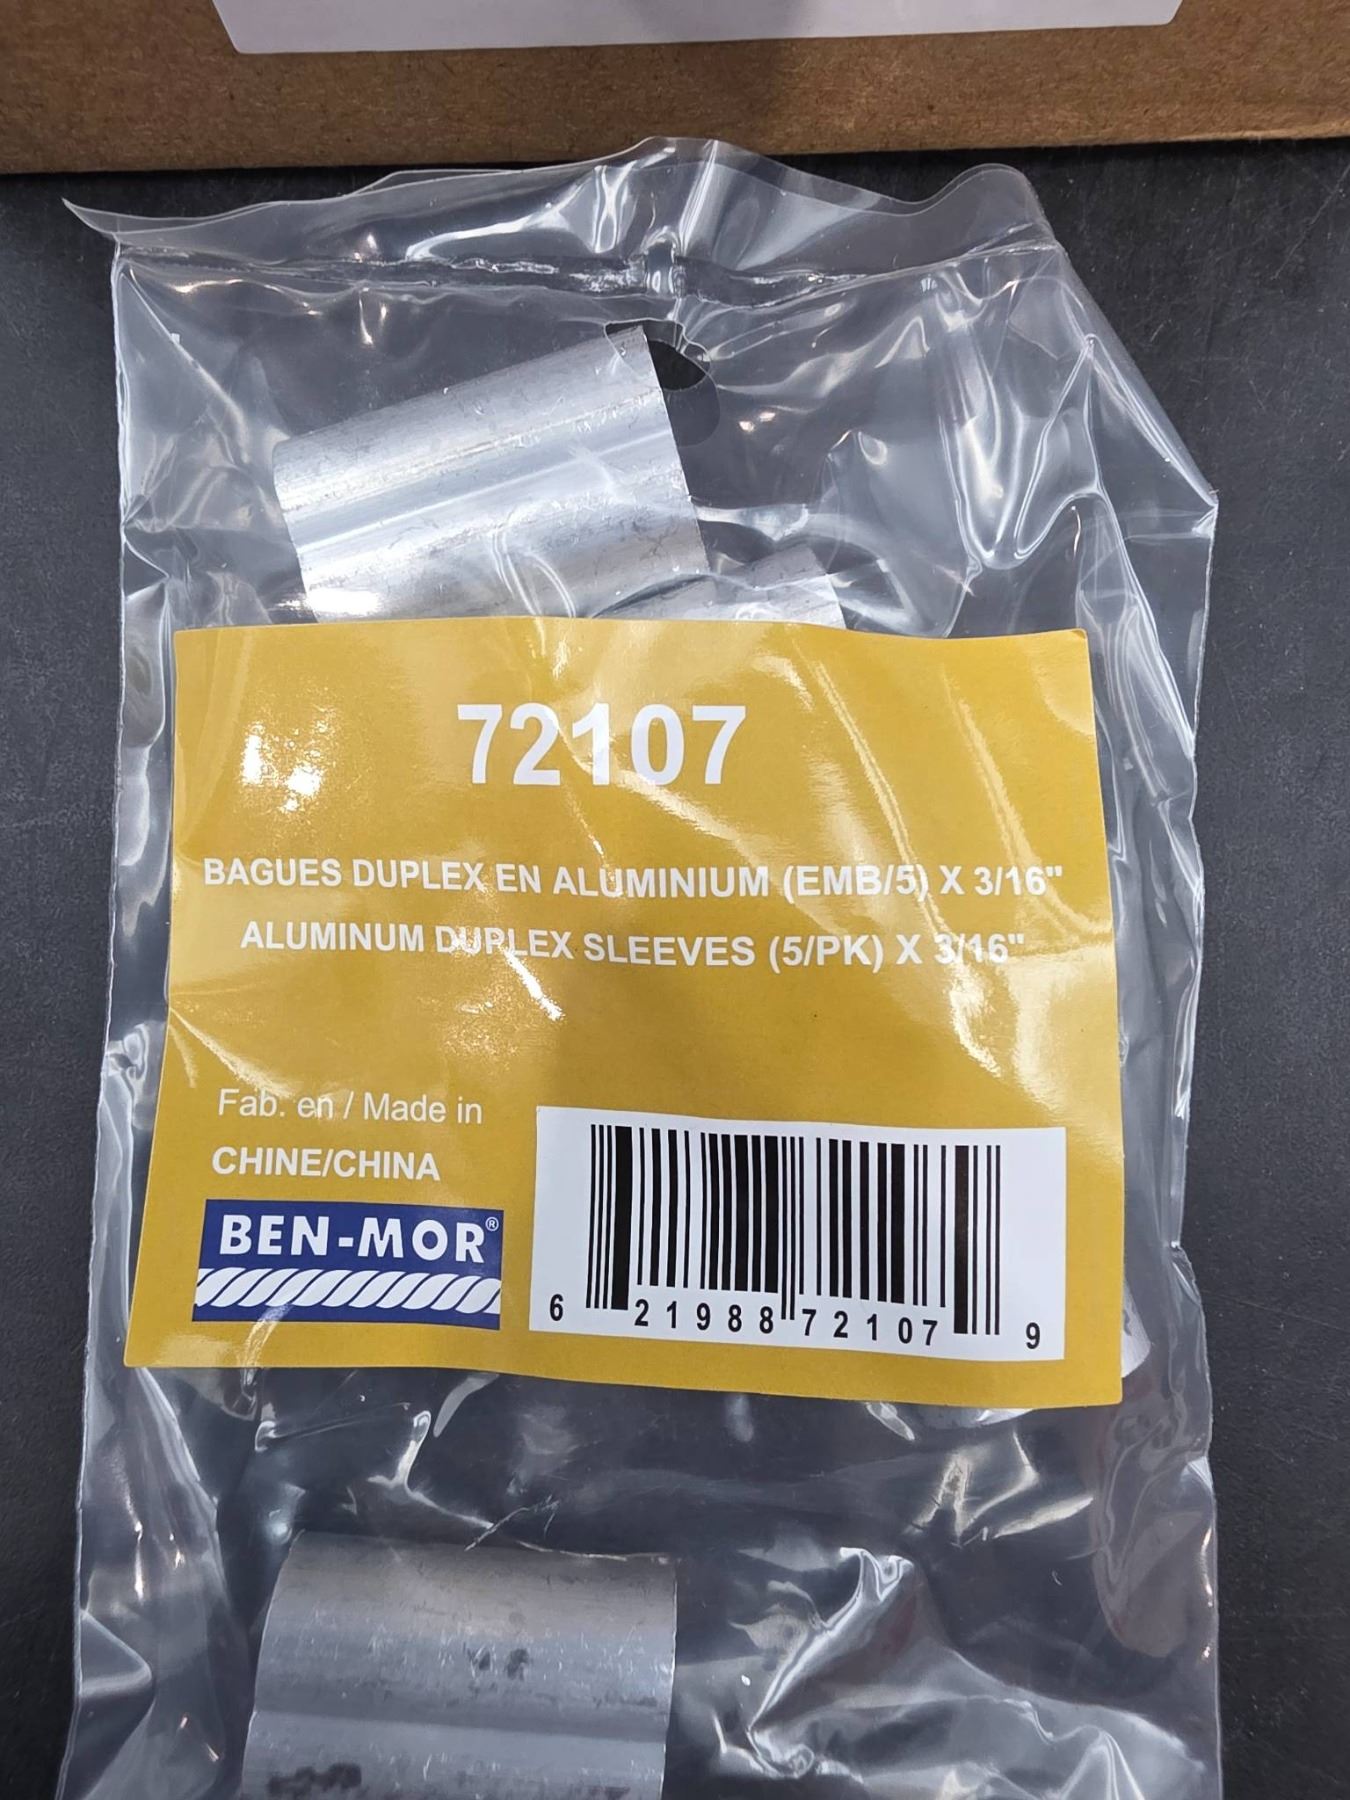 72107
BAGUES DUPLEX EN ALUMINIUM (EMB/5) X 3/16"
ALUMINUM DUPLEX SLEEVES (5/PK) X 3/16"
Fab. en / Made in
CHINE/CHINA
BEN-MOR®
6 21988 72107 9